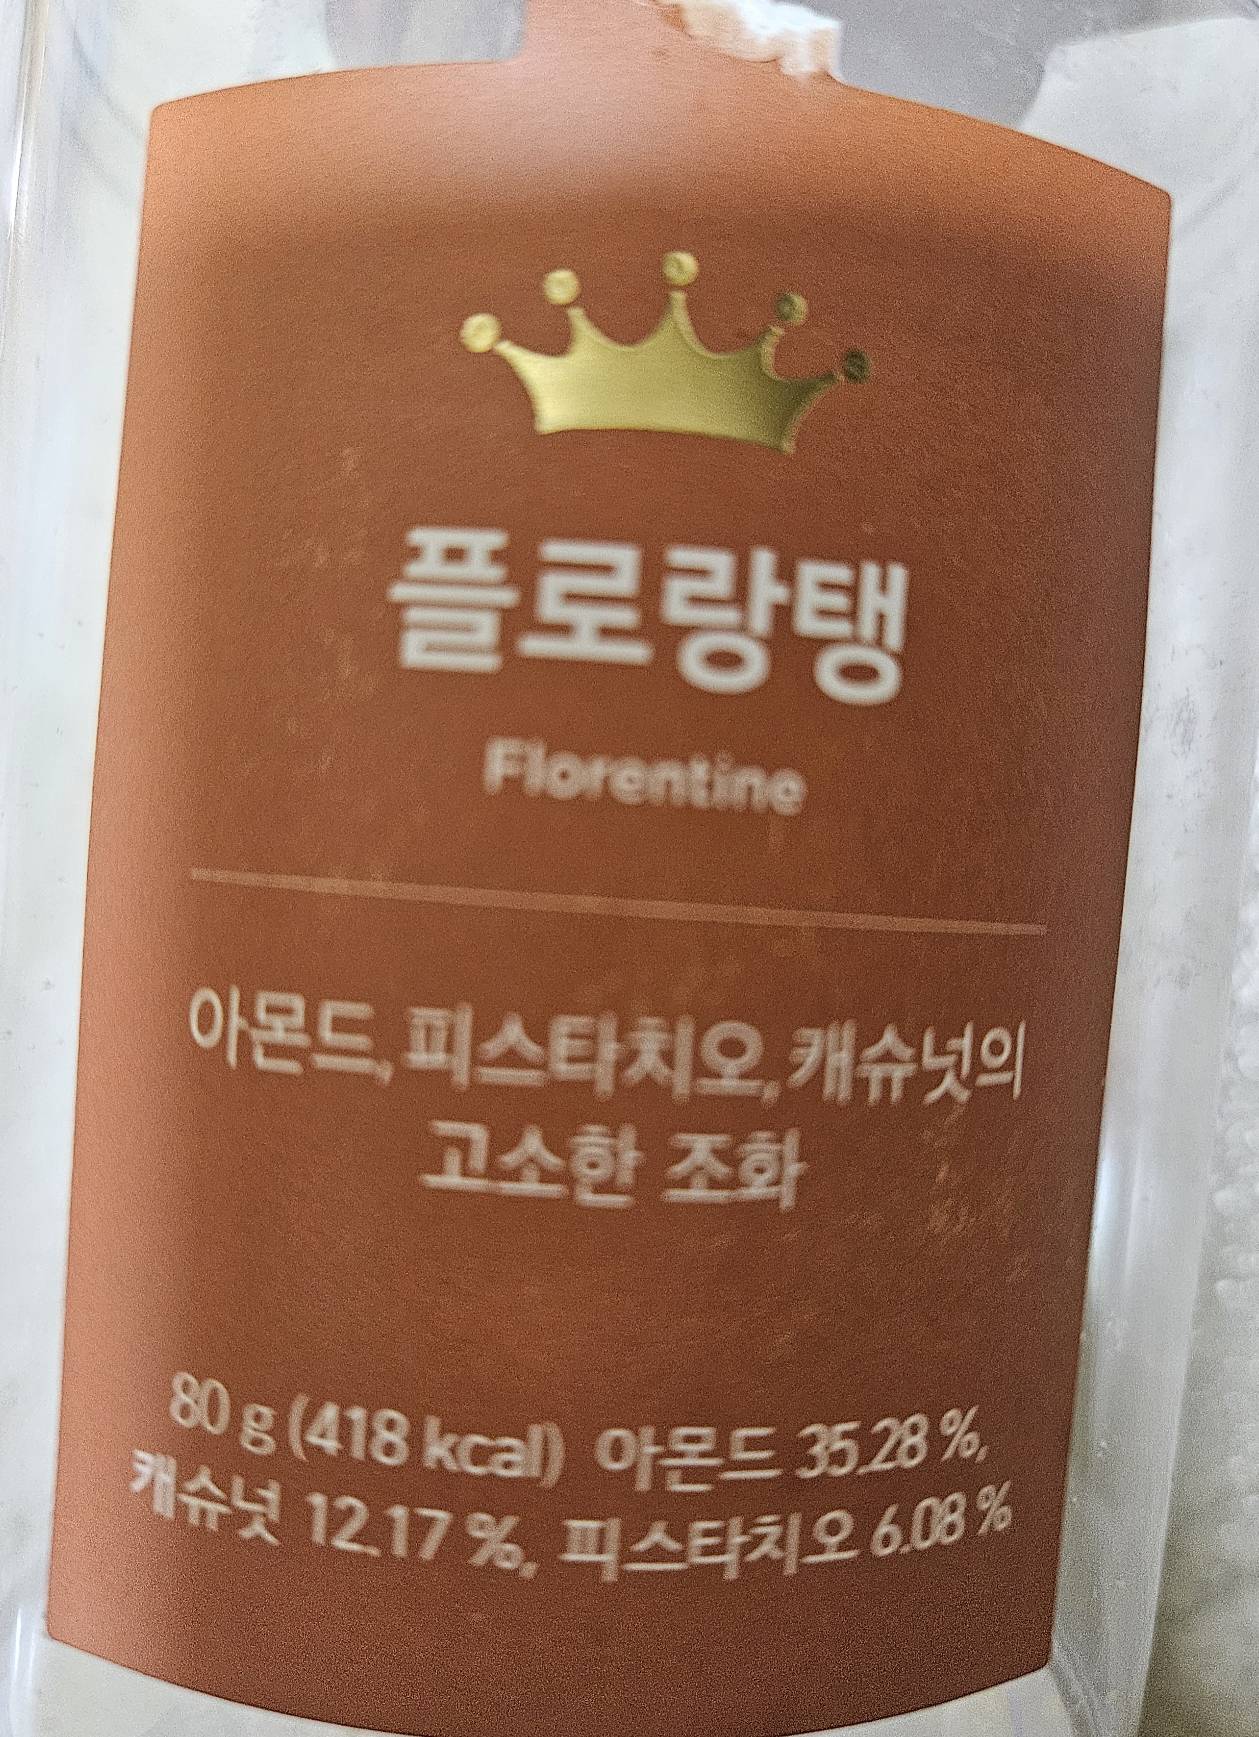 플로랑탱
Florentine
아몬드, 피스타치오, 캐슈넛의
고소한 조화
80 g (418 kcal) 아몬드 35.28 %,
캐슈넛 12.17 %, 피스타치오 6.08 %